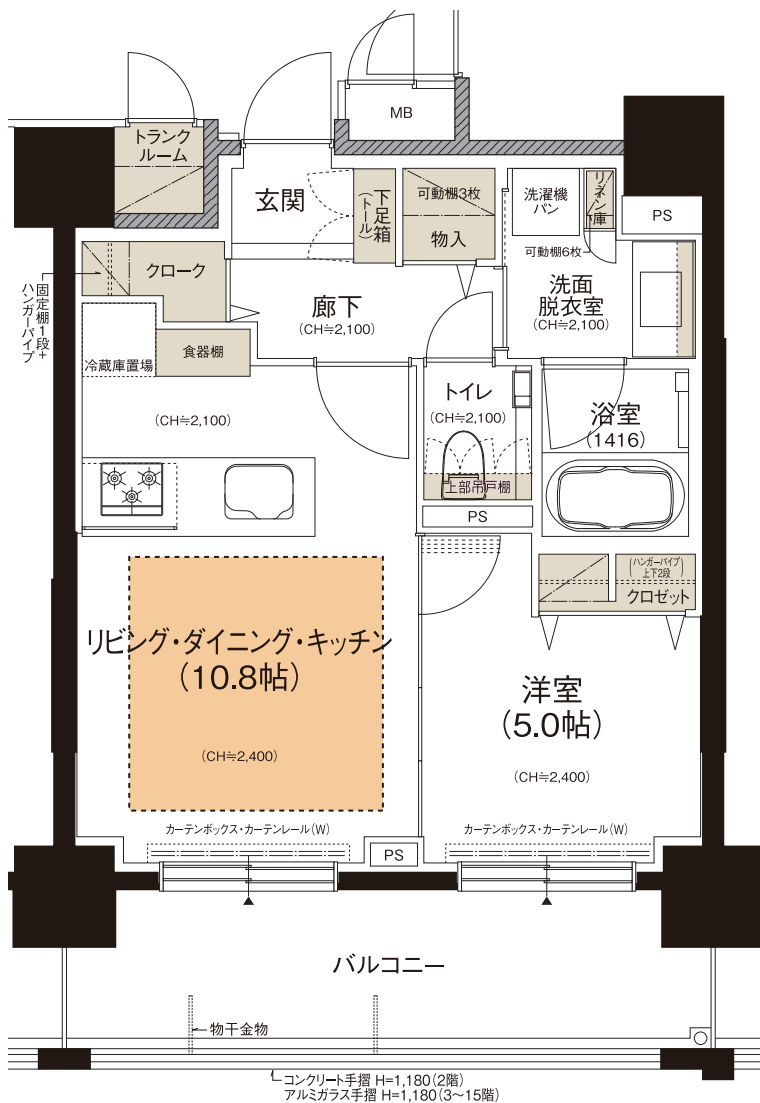 MB
トランク
ルーム
玄関
下足箱
(トール)
可動棚3枚
物入
洗濯機
パン
リネン庫
PS
可動棚6枚
クローク
固定棚1段+
ハンガーパイプ
廊下
(CH≒2,100)
洗面
脱衣室
(CH≒2,100)
冷蔵庫置場
食器棚
(CH≒2,100)
トイレ
(CH≒2,100)
上部吊戸棚
浴室
(1416)
PS
(ハンガーパイプ
上下2段)
クロゼット
リビング・ダイニング・キッチン
(10.8帖)
(CH≒2,400)
洋室
(5.0帖)
(CH≒2,400)
カーテンボックス・カーテンレール(W)
カーテンボックス・カーテンレール(W)
PS
バルコニー
物干金物
コンクリート手摺 H=1,180(2階)
アルミガラス手摺 H=1,180(3〜15階)